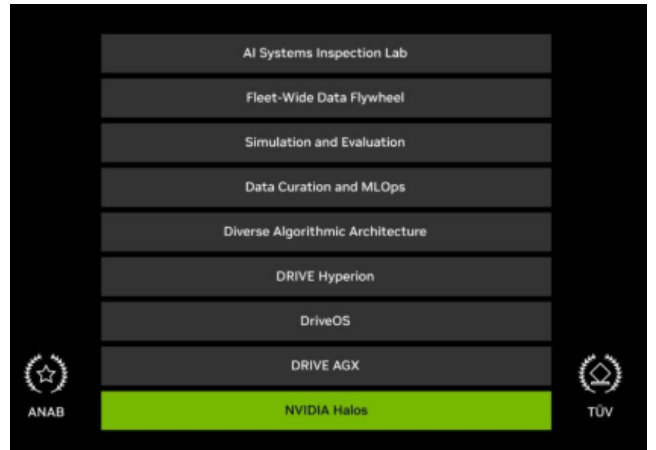 AI Systems Inspection Lab
Fleet-Wide Data Flywheel
Simulation and Evaluation
Data Curation and MLOps
Diverse Algorithmic Architecture
DRIVE Hyperion
DriveOS
DRIVE AGX
NVIDIA Halos
ANAB
TÜV